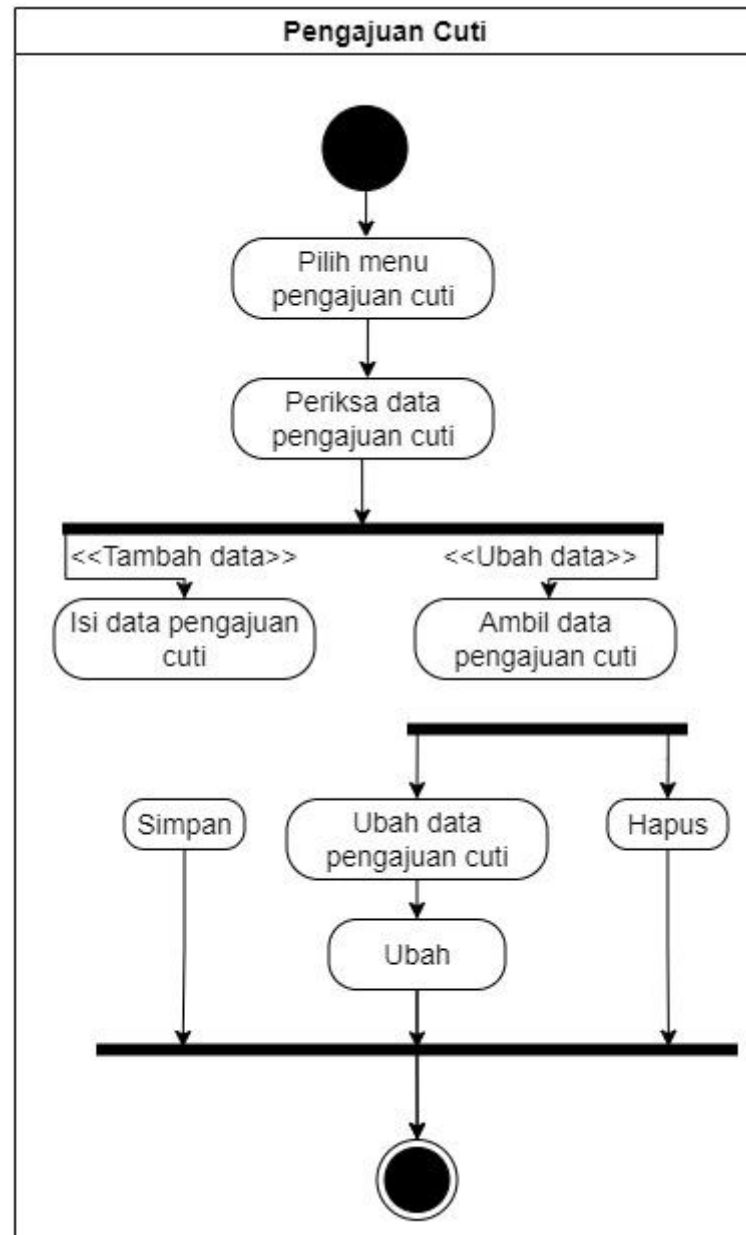 Pengajuan Cuti
Pilih menu
pengajuan cuti
Periksa data
pengajuan cuti
<<Tambah data>>
<<Ubah data>>
Isi data pengajuan
cuti
Ambil data
pengajuan cuti
Simpan
Ubah data
pengajuan cuti
Hapus
Ubah